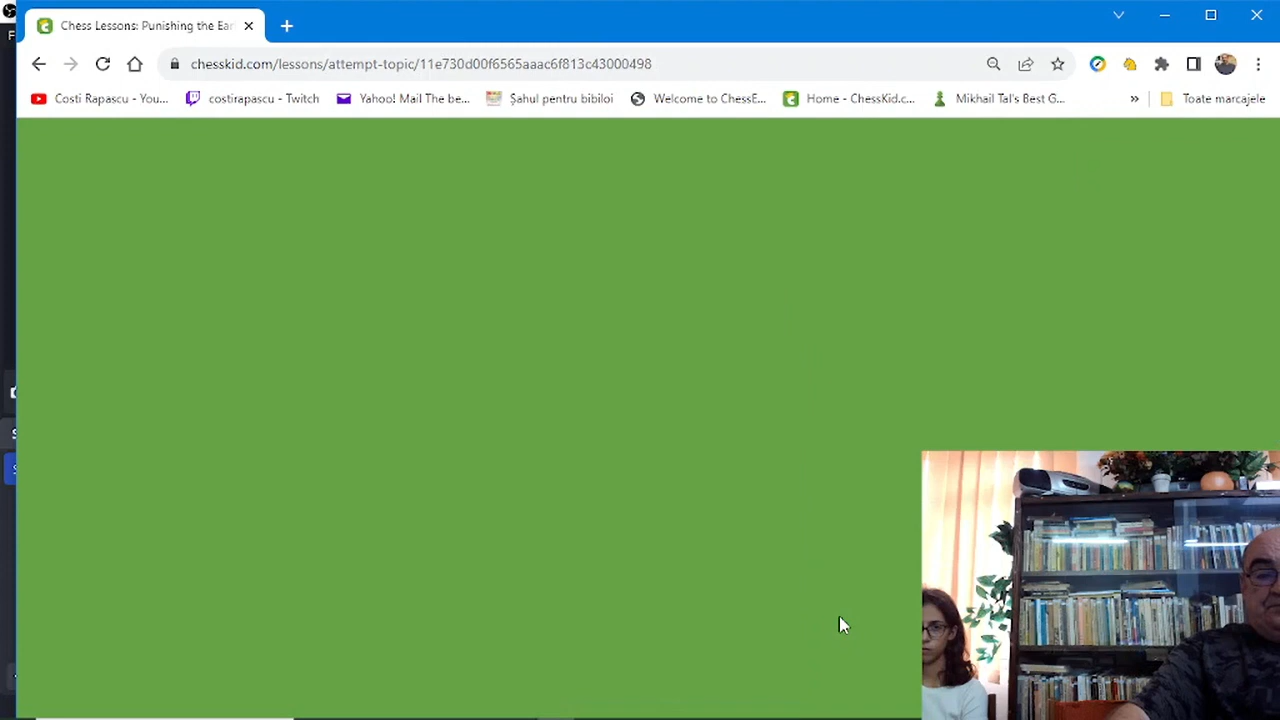 Chess Lessons: Punishing the Ear
chesskid.com/lessons/attempt-topic/11e730d00f6565aaac6f813c43000498
Costi Rapascu - You...
costirapascu - Twitch
Yahoo! Mail The be...
Șahul pentru bibiloi
Welcome to ChessE...
Home - ChessKid.c...
Mikhail Tal's Best G...
»
Toate marcajele